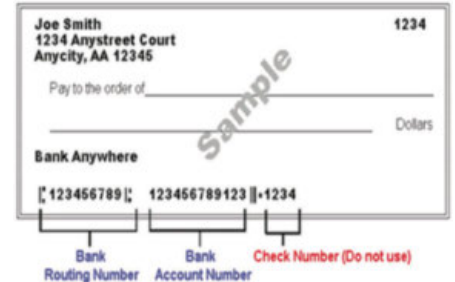 Joe Smith 1234
1234 Anystreet Court
Anycity, AA 12345
Sample
Pay to the order of
Dollars
Bank Anywhere
⑆123456789⑆ 123456789123 ⑈1234
Bank Routing Number
Bank Account Number
Check Number (Do not use)